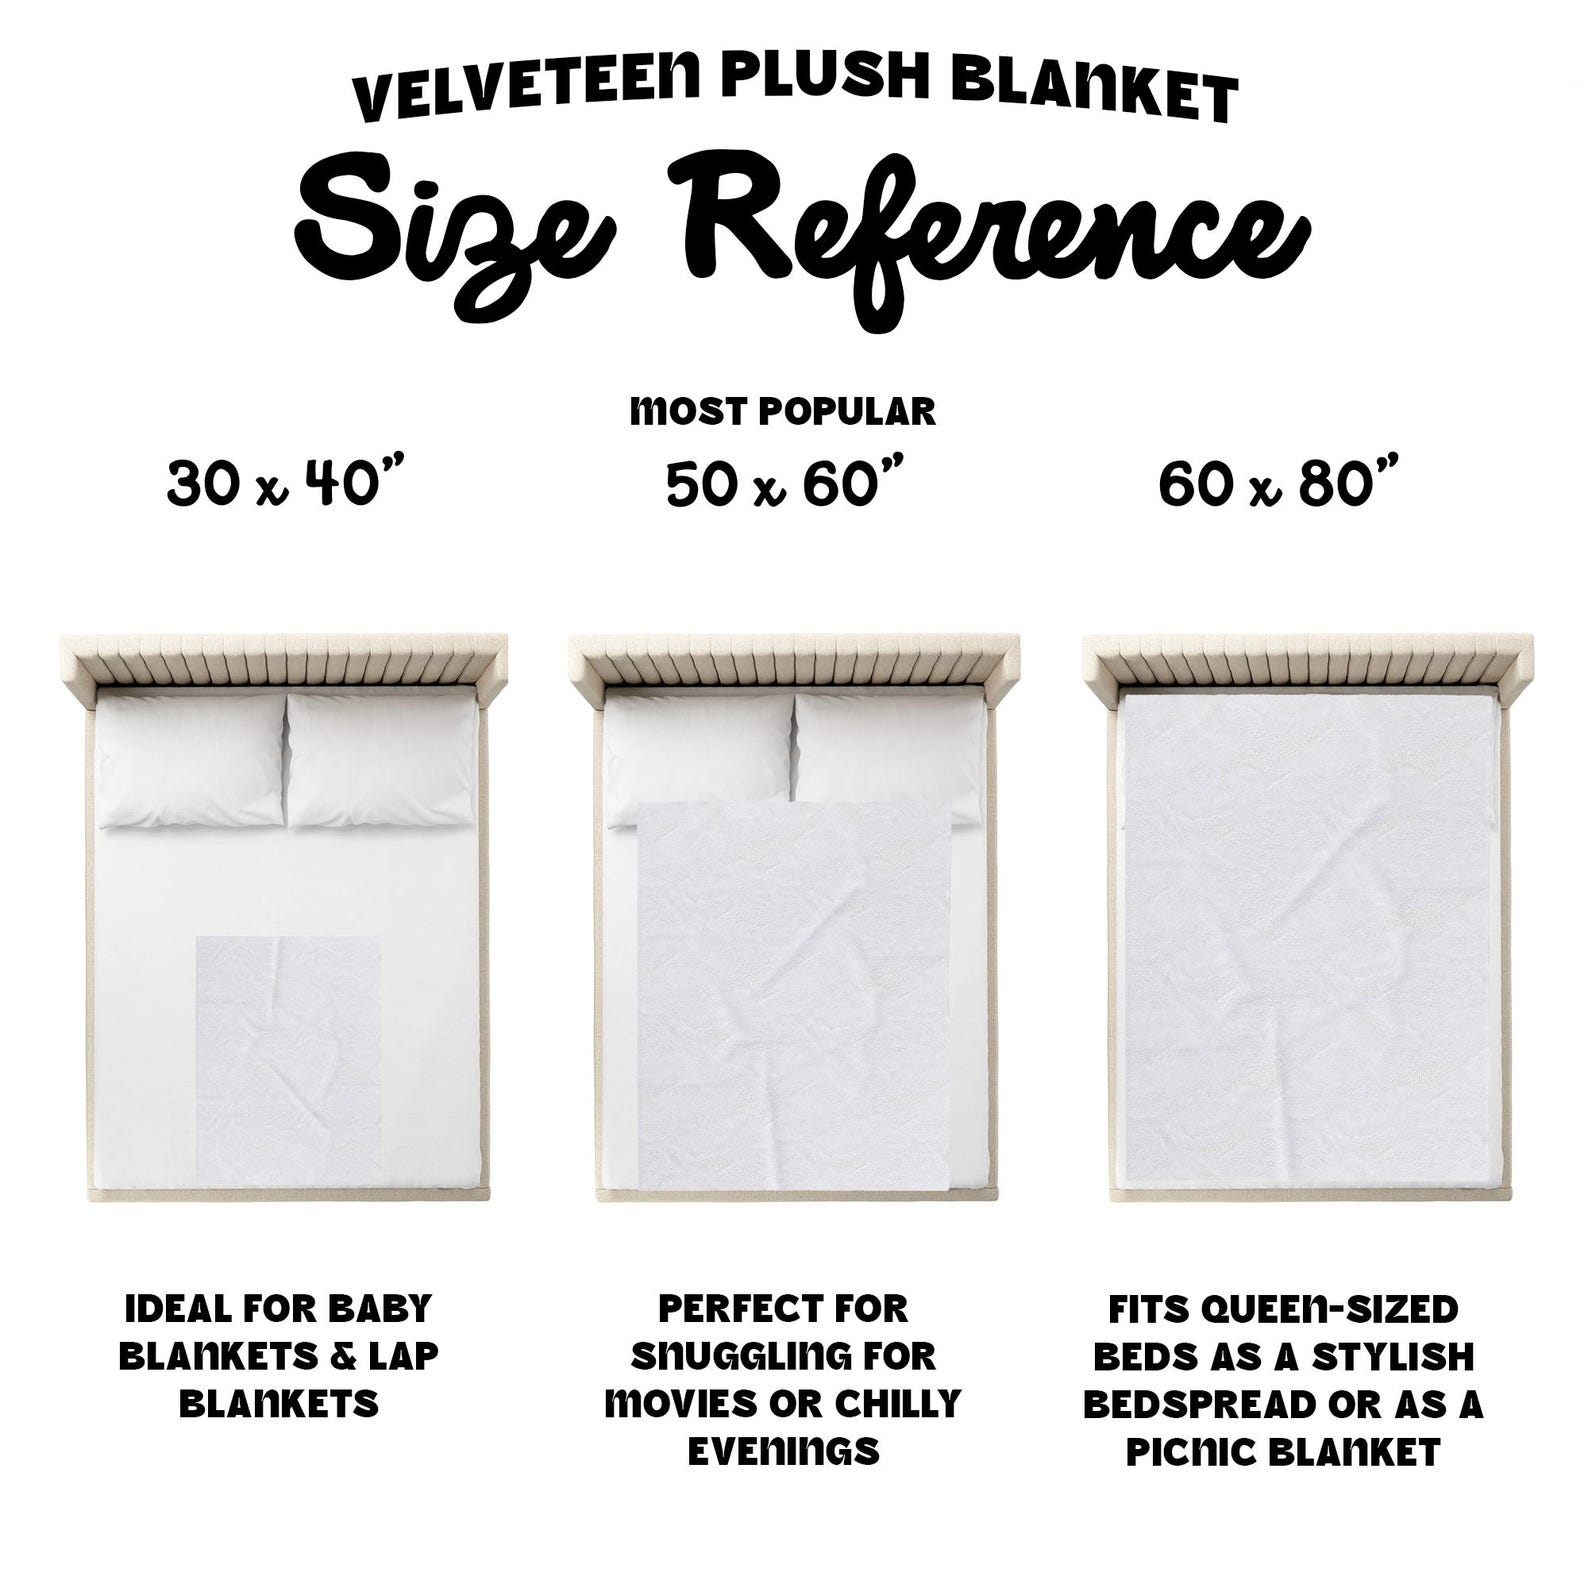 VELVETEEN PLUSH BLANKET
Size Reference
MOST POPULAR
30 x 40”
50 x 60”
60 x 80”
IDEAL FOR BABY
BLANKETS & LAP
BLANKETS
PERFECT FOR
SNUGGLING FOR
MOVIES OR CHILLY
EVENINGS
FITS QUEEN-SIZED
BEDS AS A STYLISH
BEDSPREAD OR AS A
PICNIC BLANKET